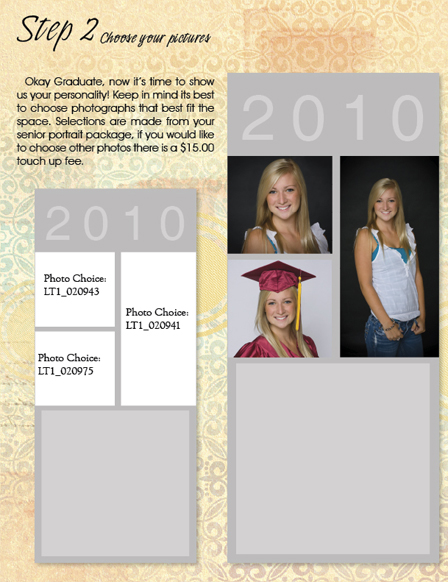 Step 2 Choose your pictures
Okay Graduate, now it's time to show
us your personality! Keep in mind its best
to choose photographs that best fit the
space. Selections are made from your
senior portrait package, if you would like
to choose other photos there is a $15.00
touch up fee.
2010
2010
Photo Choice:
LT1_020943
Photo Choice:
LT1_020941
Photo Choice:
LT1_020975